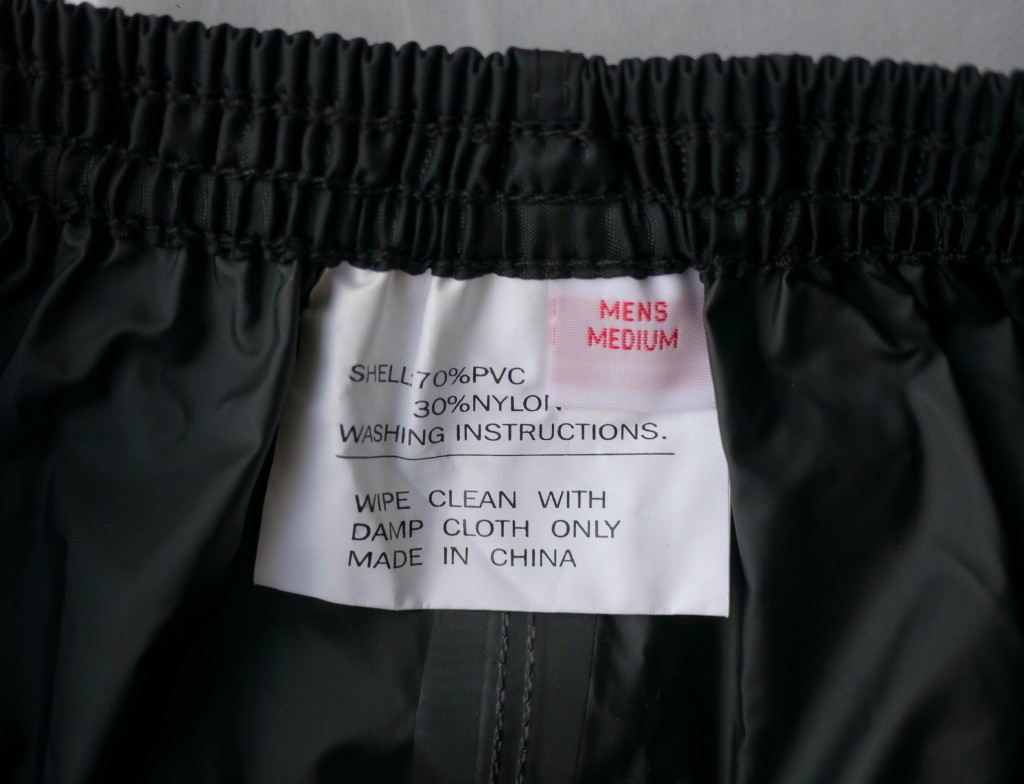 MENS
MEDIUM
SHELL:70%PVC
30%NYLON
WASHING INSTRUCTIONS.
WIPE CLEAN WITH
DAMP CLOTH ONLY
MADE IN CHINA